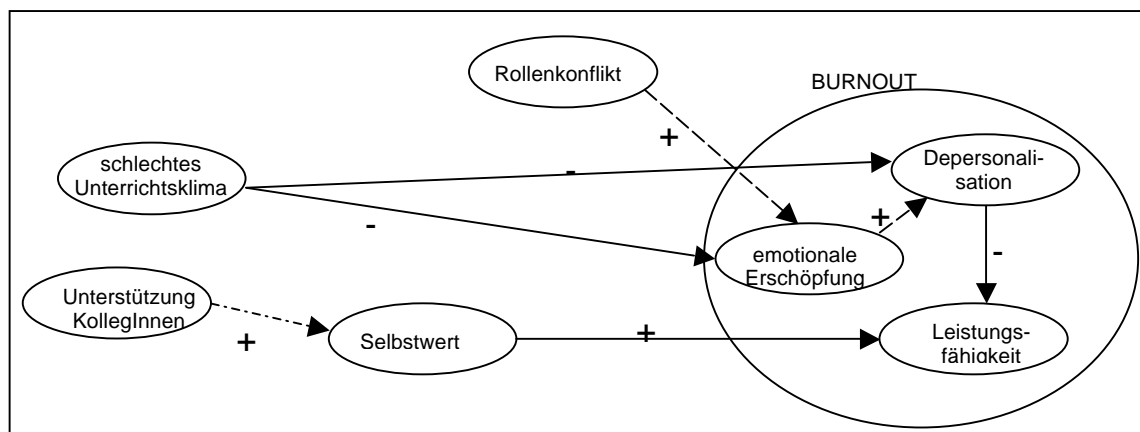 Rollenkonflikt
BURNOUT
+
schlechtes
Unterrichtsklima
-
Depersonali-
sation
-
+
emotionale
Erschöpfung
-
Unterstützung
KollegInnen
+
Selbstwert
+
Leistungs-
fähigkeit